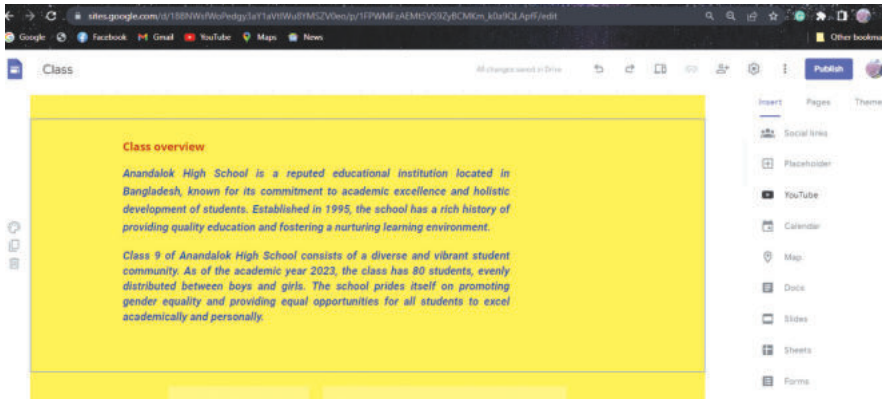 sites.google.com
Google Facebook Gmail YouTube Maps News Other bookma
Class All changes saved in Drive Publish
Insert Pages Theme
Social links
Placeholder
YouTube
Calendar
Map
Docs
Slides
Sheets
Forms
Class overview
Anandalok High School is a reputed educational institution located in
Bangladesh, known for its commitment to academic excellence and holistic
development of students. Established in 1995, the school has a rich history of
providing quality education and fostering a nurturing learning environment.
Class 9 of Anandalok High School consists of a diverse and vibrant student
community. As of the academic year 2023, the class has 80 students, evenly
distributed between boys and girls. The school prides itself on promoting
gender equality and providing equal opportunities for all students to excel
academically and personally.